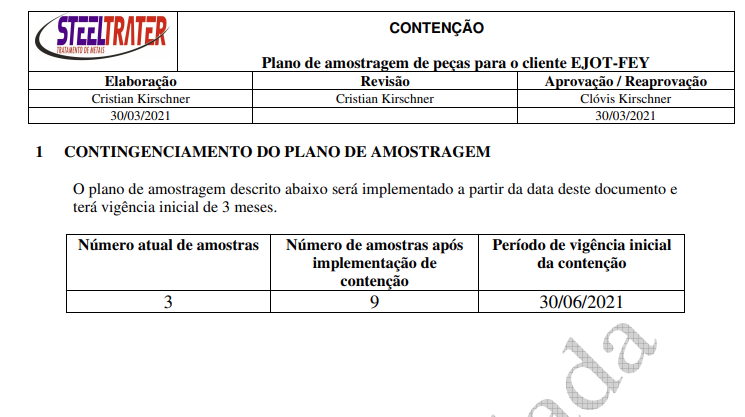 STEELTRATER
TRATAMENTO DE METAIS
CONTENÇÃO
Plano de amostragem de peças para o cliente EJOT-FEY
Elaboração Revisão Aprovação / Reaprovação
Cristian Kirschner Cristian Kirschner Clóvis Kirschner
30/03/2021 30/03/2021
1 CONTINGENCIAMENTO DO PLANO DE AMOSTRAGEM
O plano de amostragem descrito abaixo será implementado a partir da data deste documento e
terá vigência inicial de 3 meses.
Número atual de amostras
Número de amostras após
implementação de
contenção
Período de vigência inicial
da contenção
3 9 30/06/2021